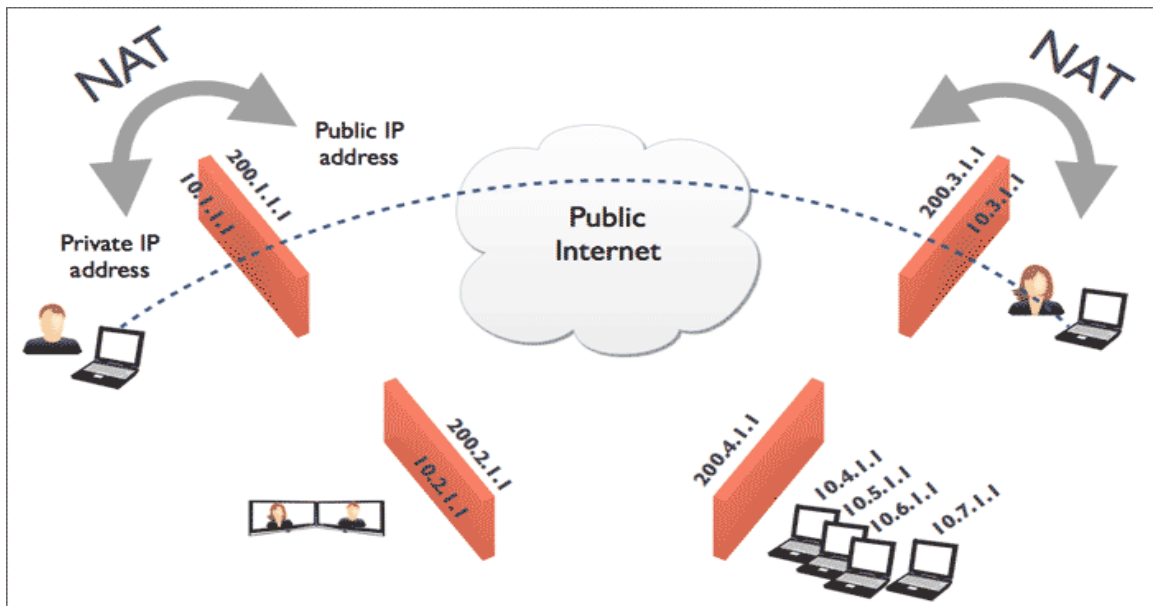 NAT
NAT
Public IP
address
200.1.1.1
10.1.1.1
Private IP
address
Public
Internet
200.3.1.1
10.3.1.1
200.2.1.1
10.2.1.1
200.4.1.1
10.4.1.1
10.5.1.1
10.6.1.1
10.7.1.1